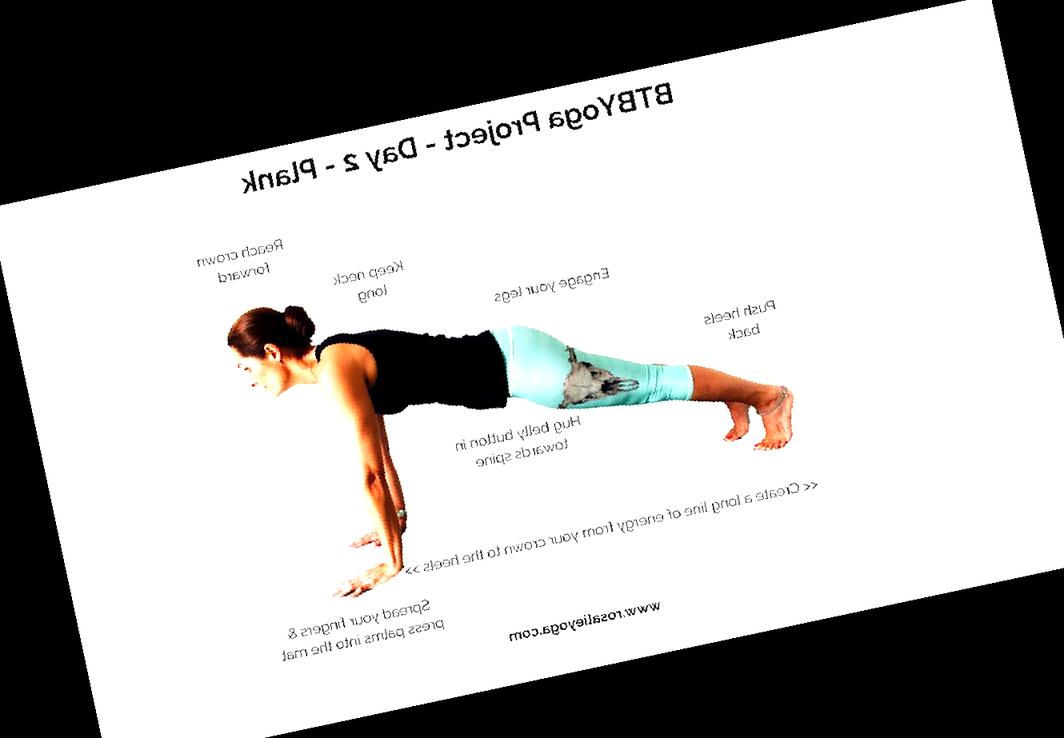 BTBYoga Project - Day 2 - Plank
Reach crown
forward
Keep neck
long
Engage your legs
Push heels
back
Hug belly button in
towards spine
<< Create a long line of energy from your crown to the heels >>
Spread your fingers &
press palms into the mat
www.rosalieyoga.com